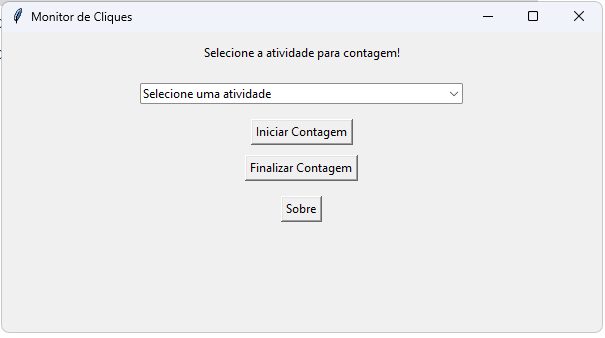 Monitor de Cliques
Selecione a atividade para contagem!
Selecione uma atividade
Iniciar Contagem
Finalizar Contagem
Sobre